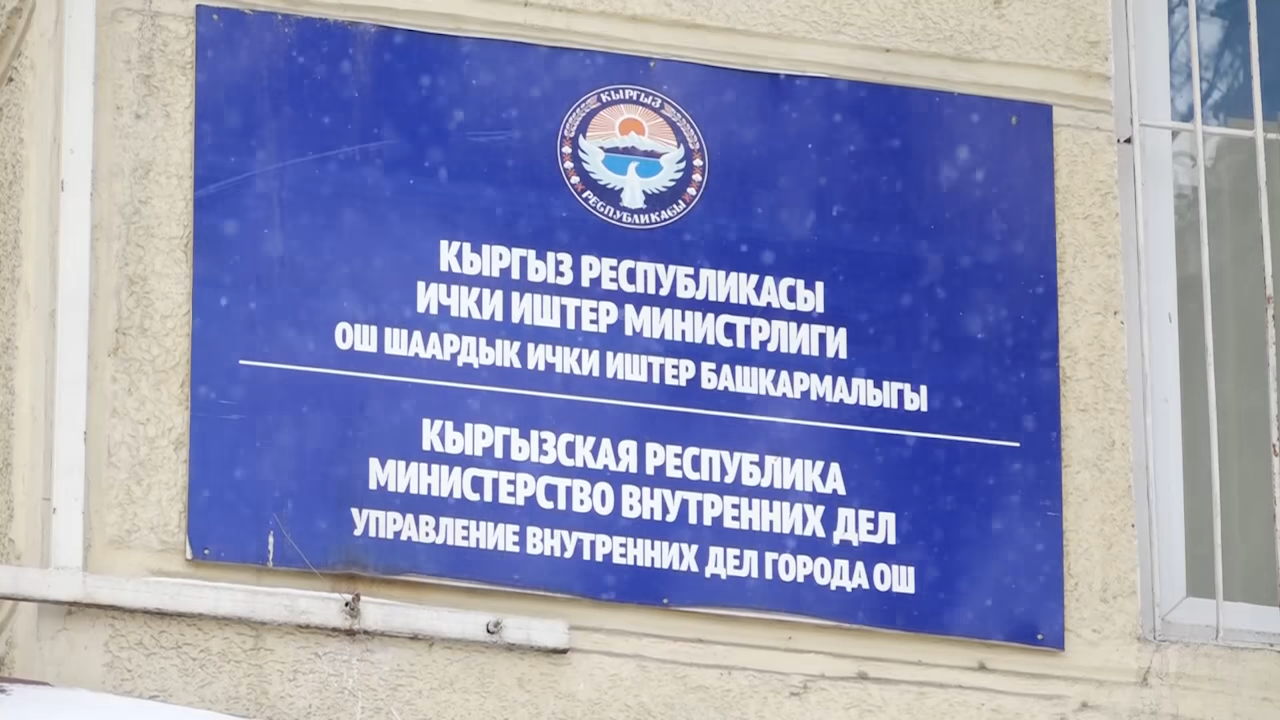 КЫРГЫЗ
РЕСПУБЛИКАСЫ
КЫРГЫЗ РЕСПУБЛИКАСЫ
ИЧКИ ИШТЕР МИНИСТРЛИГИ
ОШ ШААРДЫК ИЧКИ ИШТЕР БАШКАРМАЛЫГЫ
КЫРГЫЗСКАЯ РЕСПУБЛИКА
МИНИСТЕРСТВО ВНУТРЕННИХ ДЕЛ
УПРАВЛЕНИЕ ВНУТРЕННИХ ДЕЛ ГОРОДА ОШ